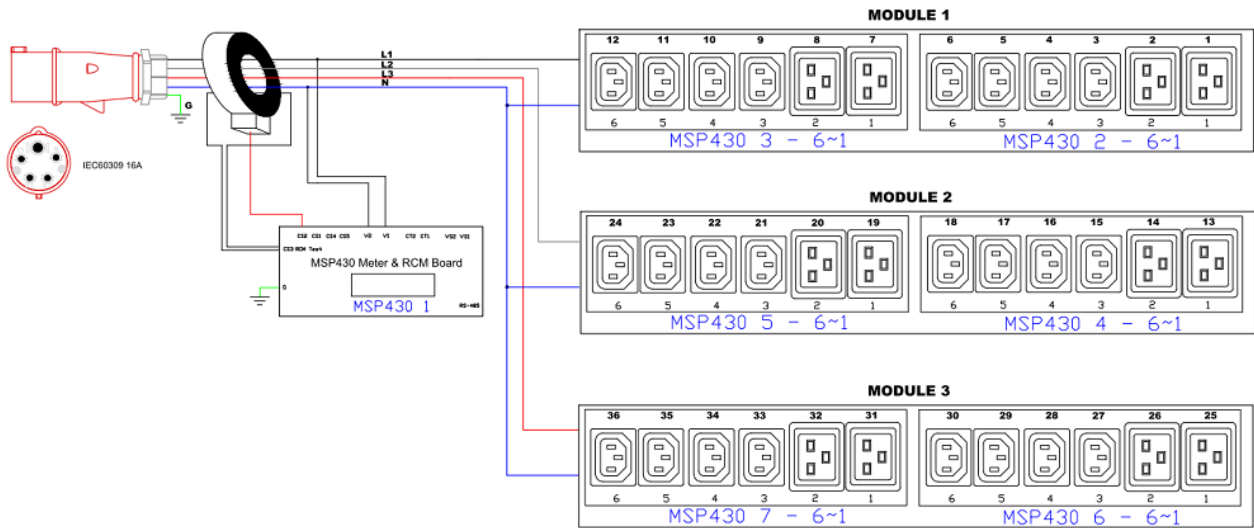 MODULE 1
12 11 10 9 8 7 6 5 4 3 2 1
6 5 4 3 2 1 6 5 4 3 2 1
MSP430 3 - 6~1 MSP430 2 - 6~1
L1
L2
L3
N
G
IEC60309 16A
MODULE 2
24 23 22 21 20 19 18 17 16 15 14 13
6 5 4 3 2 1 6 5 4 3 2 1
MSP430 5 - 6~1 MSP430 4 - 6~1
CS2 CS1 CS4 CS5 V2 V1 CT2 CT1 VS2 VS1
CS3 RCM Test
MSP430 Meter & RCM Board
G
MSP430 1
RS-485
MODULE 3
36 35 34 33 32 31 30 29 28 27 26 25
6 5 4 3 2 1 6 5 4 3 2 1
MSP430 7 - 6~1 MSP430 6 - 6~1